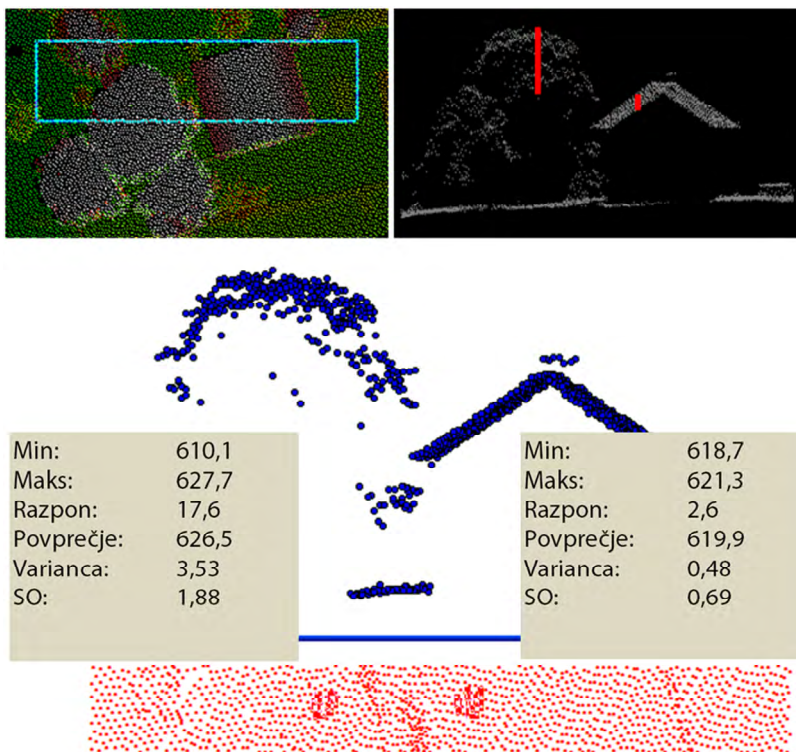 Min: 610,1
Maks: 627,7
Razpon: 17,6
Povprečje: 626,5
Varianca: 3,53
SO: 1,88
Min: 618,7
Maks: 621,3
Razpon: 2,6
Povprečje: 619,9
Varianca: 0,48
SO: 0,69